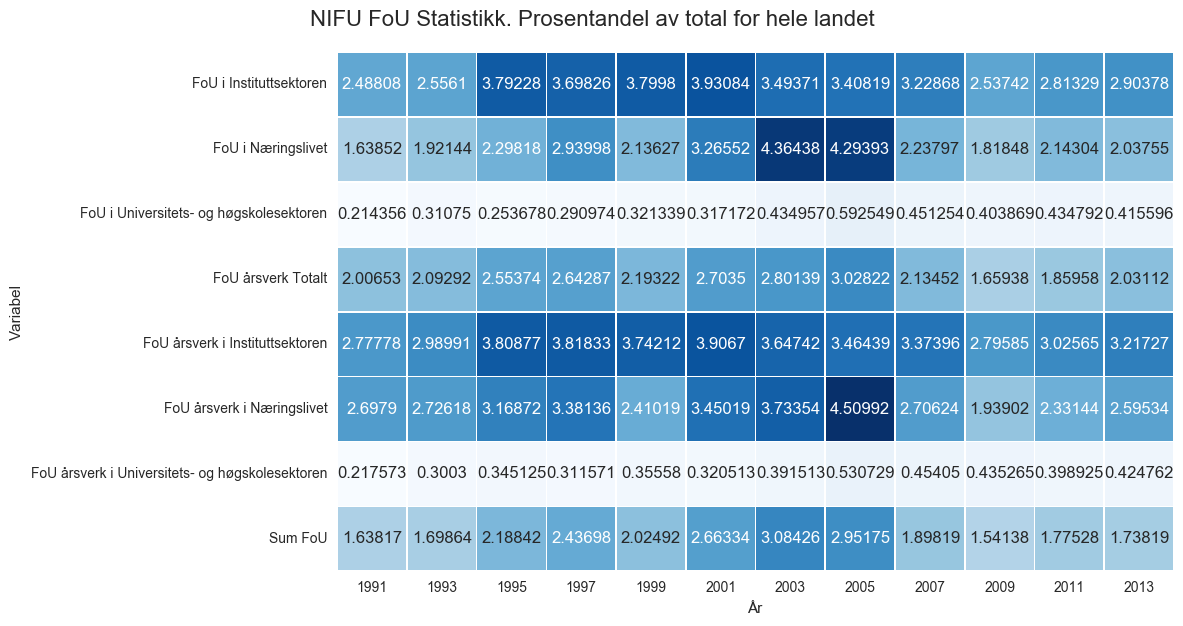 NIFU FoU Statistikk. Prosentandel av total for hele landet
FoU i Instituttsektoren 2.48808 2.5561 3.79228 3.69826 3.7998 3.93084 3.49371 3.40819 3.22868 2.53742 2.81329 2.90378
FoU i Næringslivet 1.63852 1.92144 2.29818 2.93998 2.13627 3.26552 4.36438 4.29393 2.23797 1.81848 2.14304 2.03755
FoU i Universitets- og høgskolesektoren 0.214356 0.31075 0.253678 0.290974 0.321339 0.317172 0.434957 0.592549 0.451254 0.403869 0.434792 0.415596
FoU årsverk Totalt 2.00653 2.09292 2.55374 2.64287 2.19322 2.7035 2.80139 3.02822 2.13452 1.65938 1.85958 2.03112
Variabel
FoU årsverk i Instituttsektoren 2.77778 2.98991 3.80877 3.81833 3.74212 3.9067 3.64742 3.46439 3.37396 2.79585 3.02565 3.21727
FoU årsverk i Næringslivet 2.6979 2.72618 3.16872 3.38136 2.41019 3.45019 3.73354 4.50992 2.70624 1.93902 2.33144 2.59534
FoU årsverk i Universitets- og høgskolesektoren 0.217573 0.3003 0.345125 0.311571 0.35558 0.320513 0.391513 0.530729 0.45405 0.435265 0.398925 0.424762
Sum FoU 1.63817 1.69864 2.18842 2.43698 2.02492 2.66334 3.08426 2.95175 1.89819 1.54138 1.77528 1.73819
1991 1993 1995 1997 1999 2001 2003 2005 2007 2009 2011 2013
År